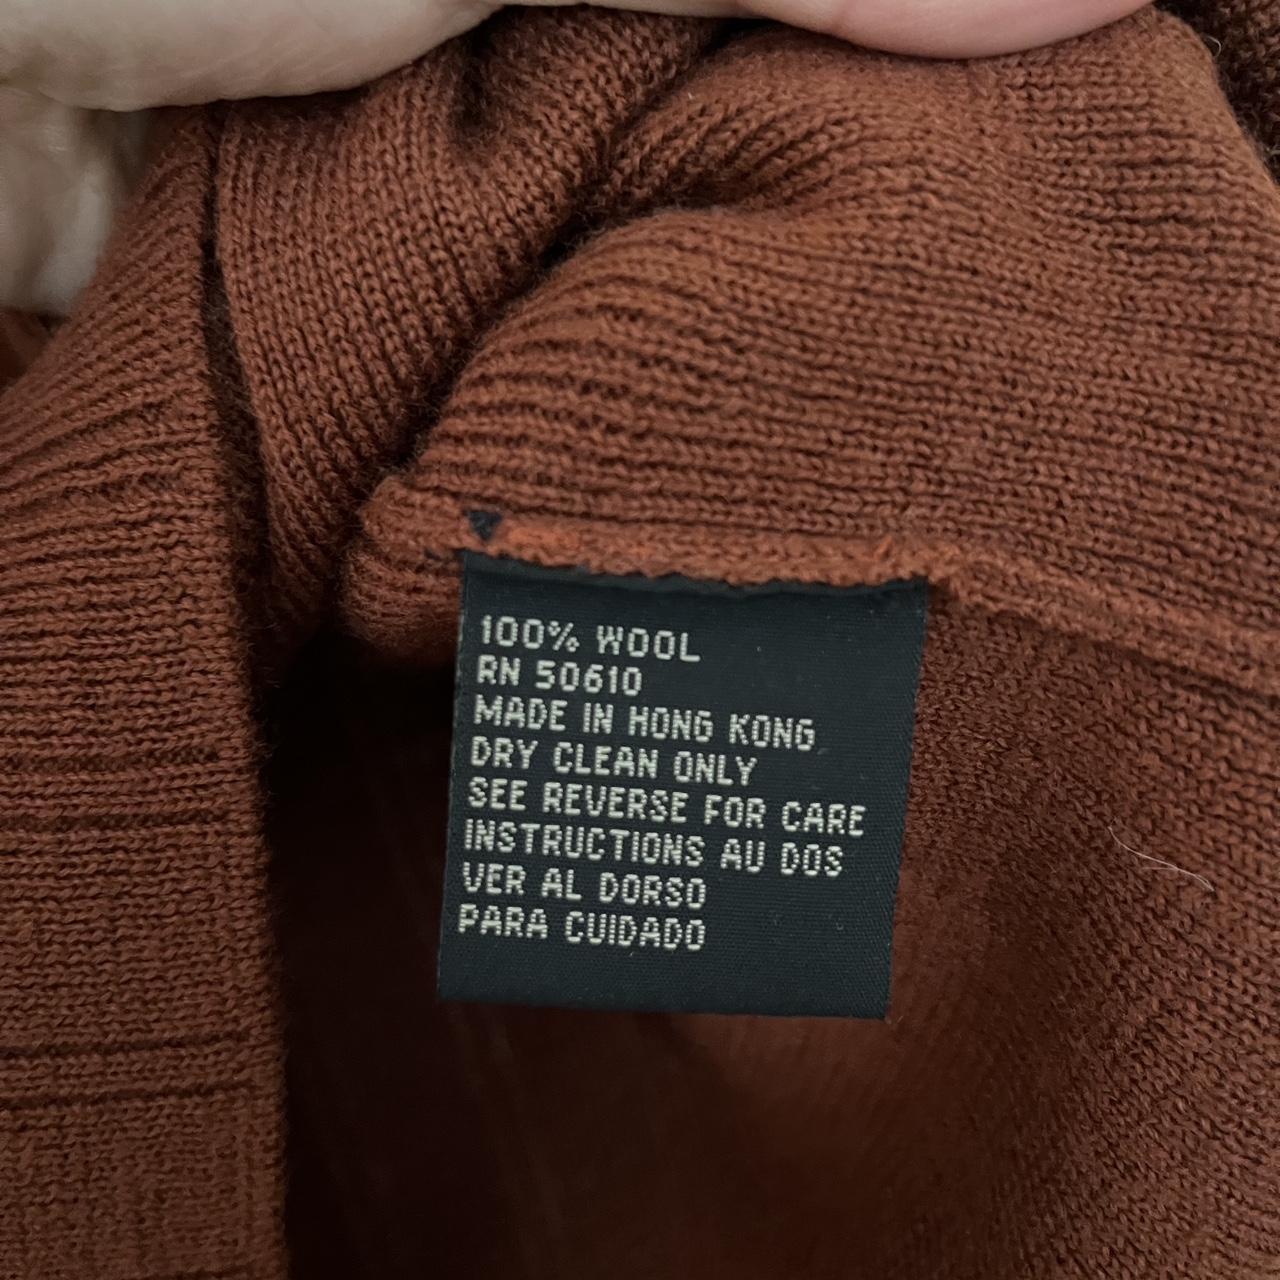 100% WOOL
RN 50610
MADE IN HONG KONG
DRY CLEAN ONLY
SEE REVERSE FOR CARE
INSTRUCTIONS AU DOS
VER AL DORSO
PARA CUIDADO